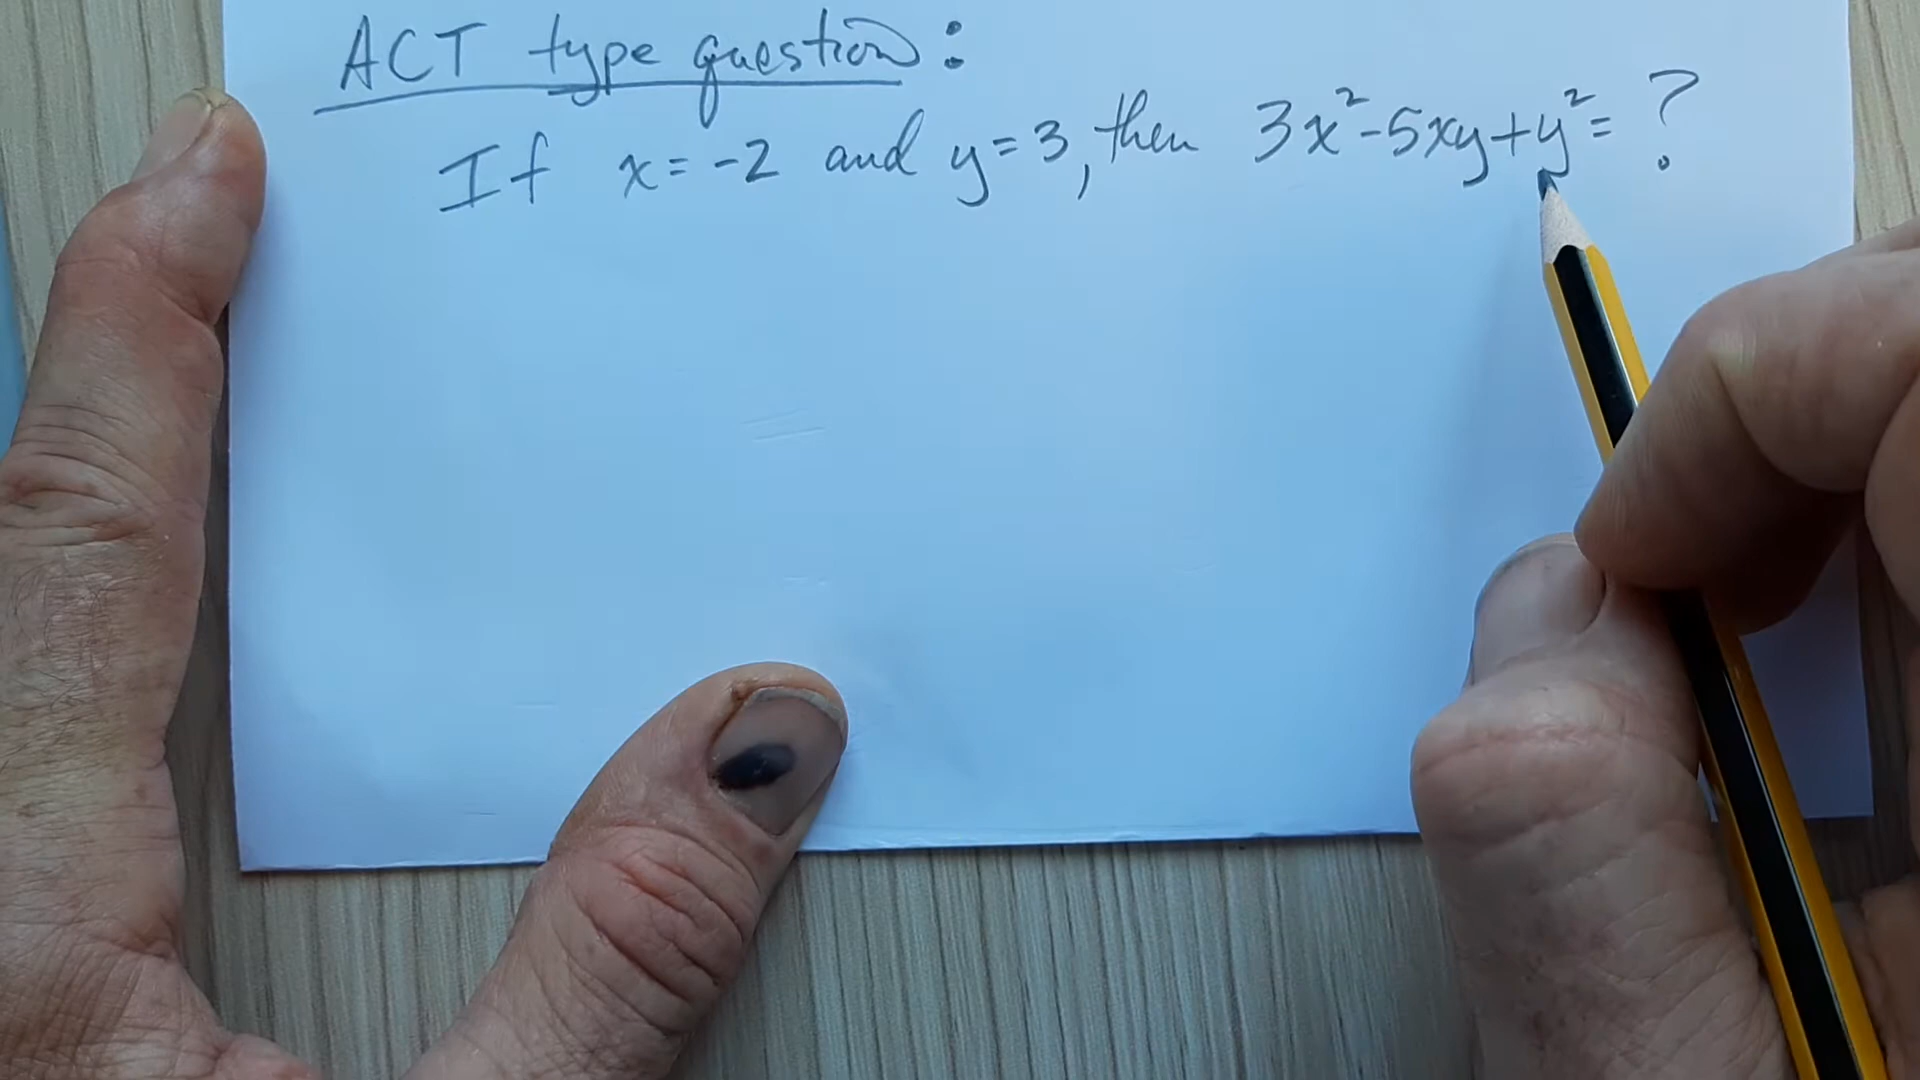 ACT type question:
If x = -2 and y = 3, then 3x² - 5xy + y² = ?